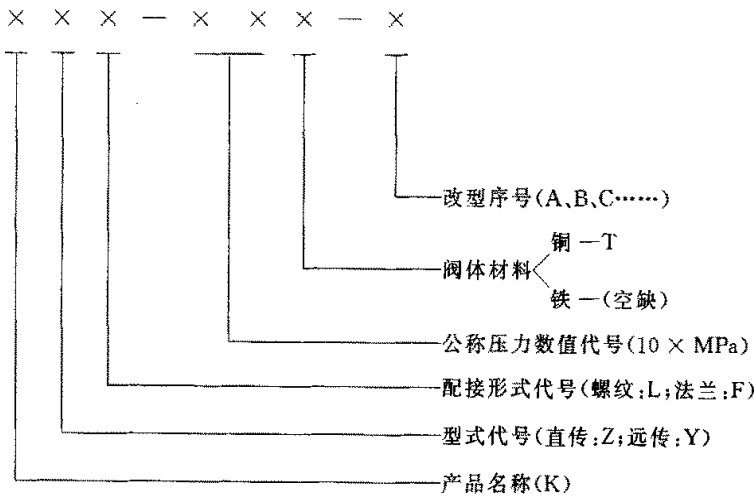 × × × — × × × — ×
改型序号(A、B、C……)
铜 — T
阀体材料
铁 — (空缺)
公称压力数值代号(10 × MPa)
配接形式代号(螺纹:L;法兰:F)
型式代号(直传:Z;远传:Y)
产品名称(K)